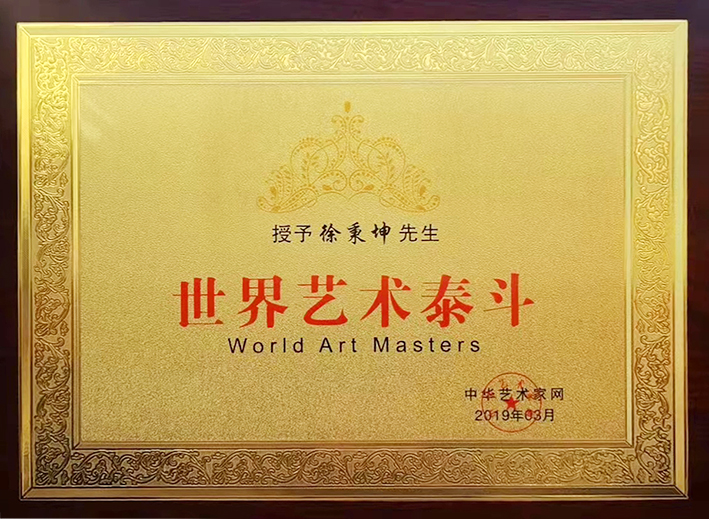 授予徐秉坤先生
世界艺术泰斗
World Art Masters
中华艺术家网
2019年03月